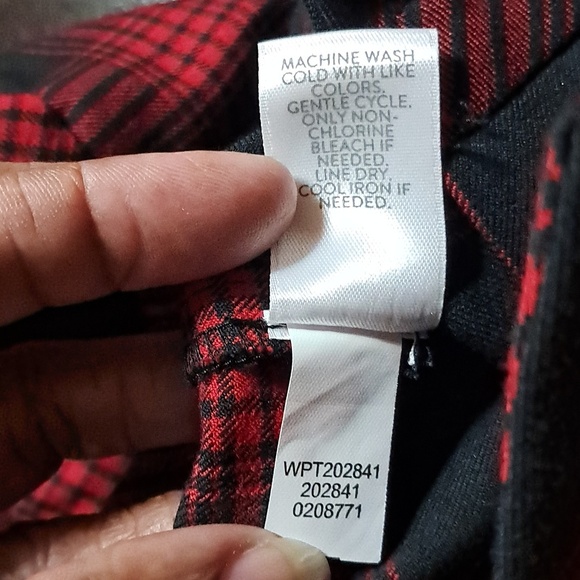 MACHINE WASH
COLD WITH LIKE
COLORS.
GENTLE CYCLE.
ONLY NON-
CHLORINE
BLEACH IF
NEEDED.
LINE DRY.
COOL IRON IF
NEEDED.
WPT202841
202841
0208771